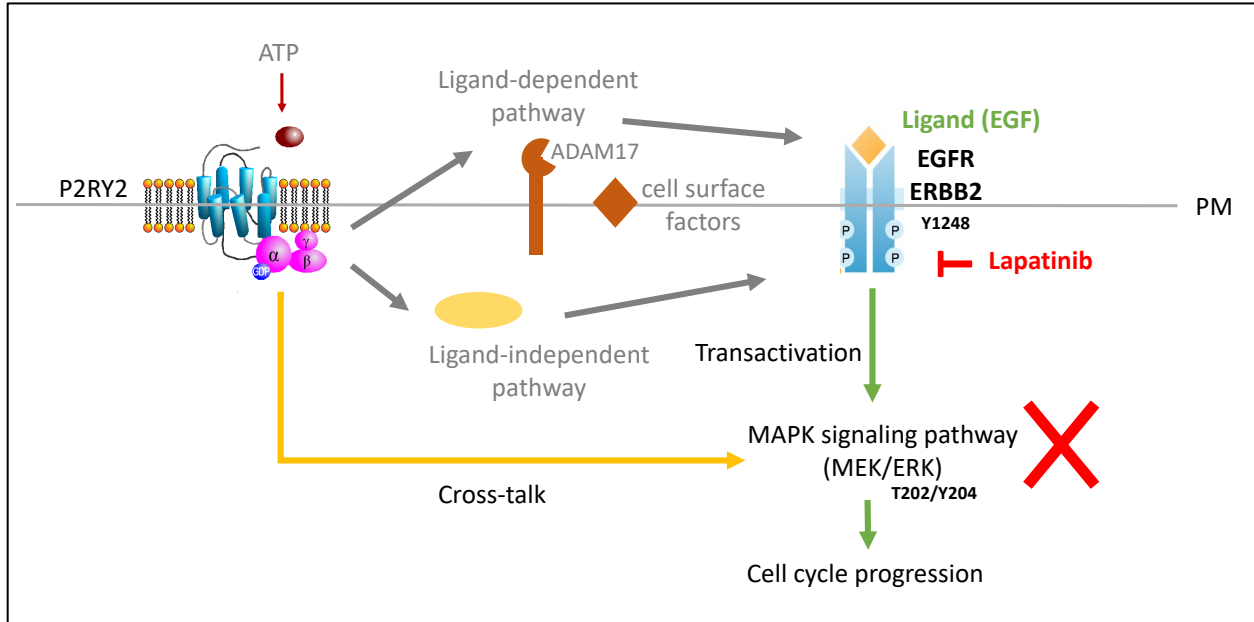 ATP
Ligand-dependent
pathway
Ligand (EGF)
ADAM17
EGFR
P2RY2
cell surface
factors
ERBB2
Y1248
PM
P
P
P
P
α
γ
β
GDP
Lapatinib
Ligand-independent
pathway
Transactivation
MAPK signaling pathway
(MEK/ERK)
T202/Y204
Cross-talk
Cell cycle progression